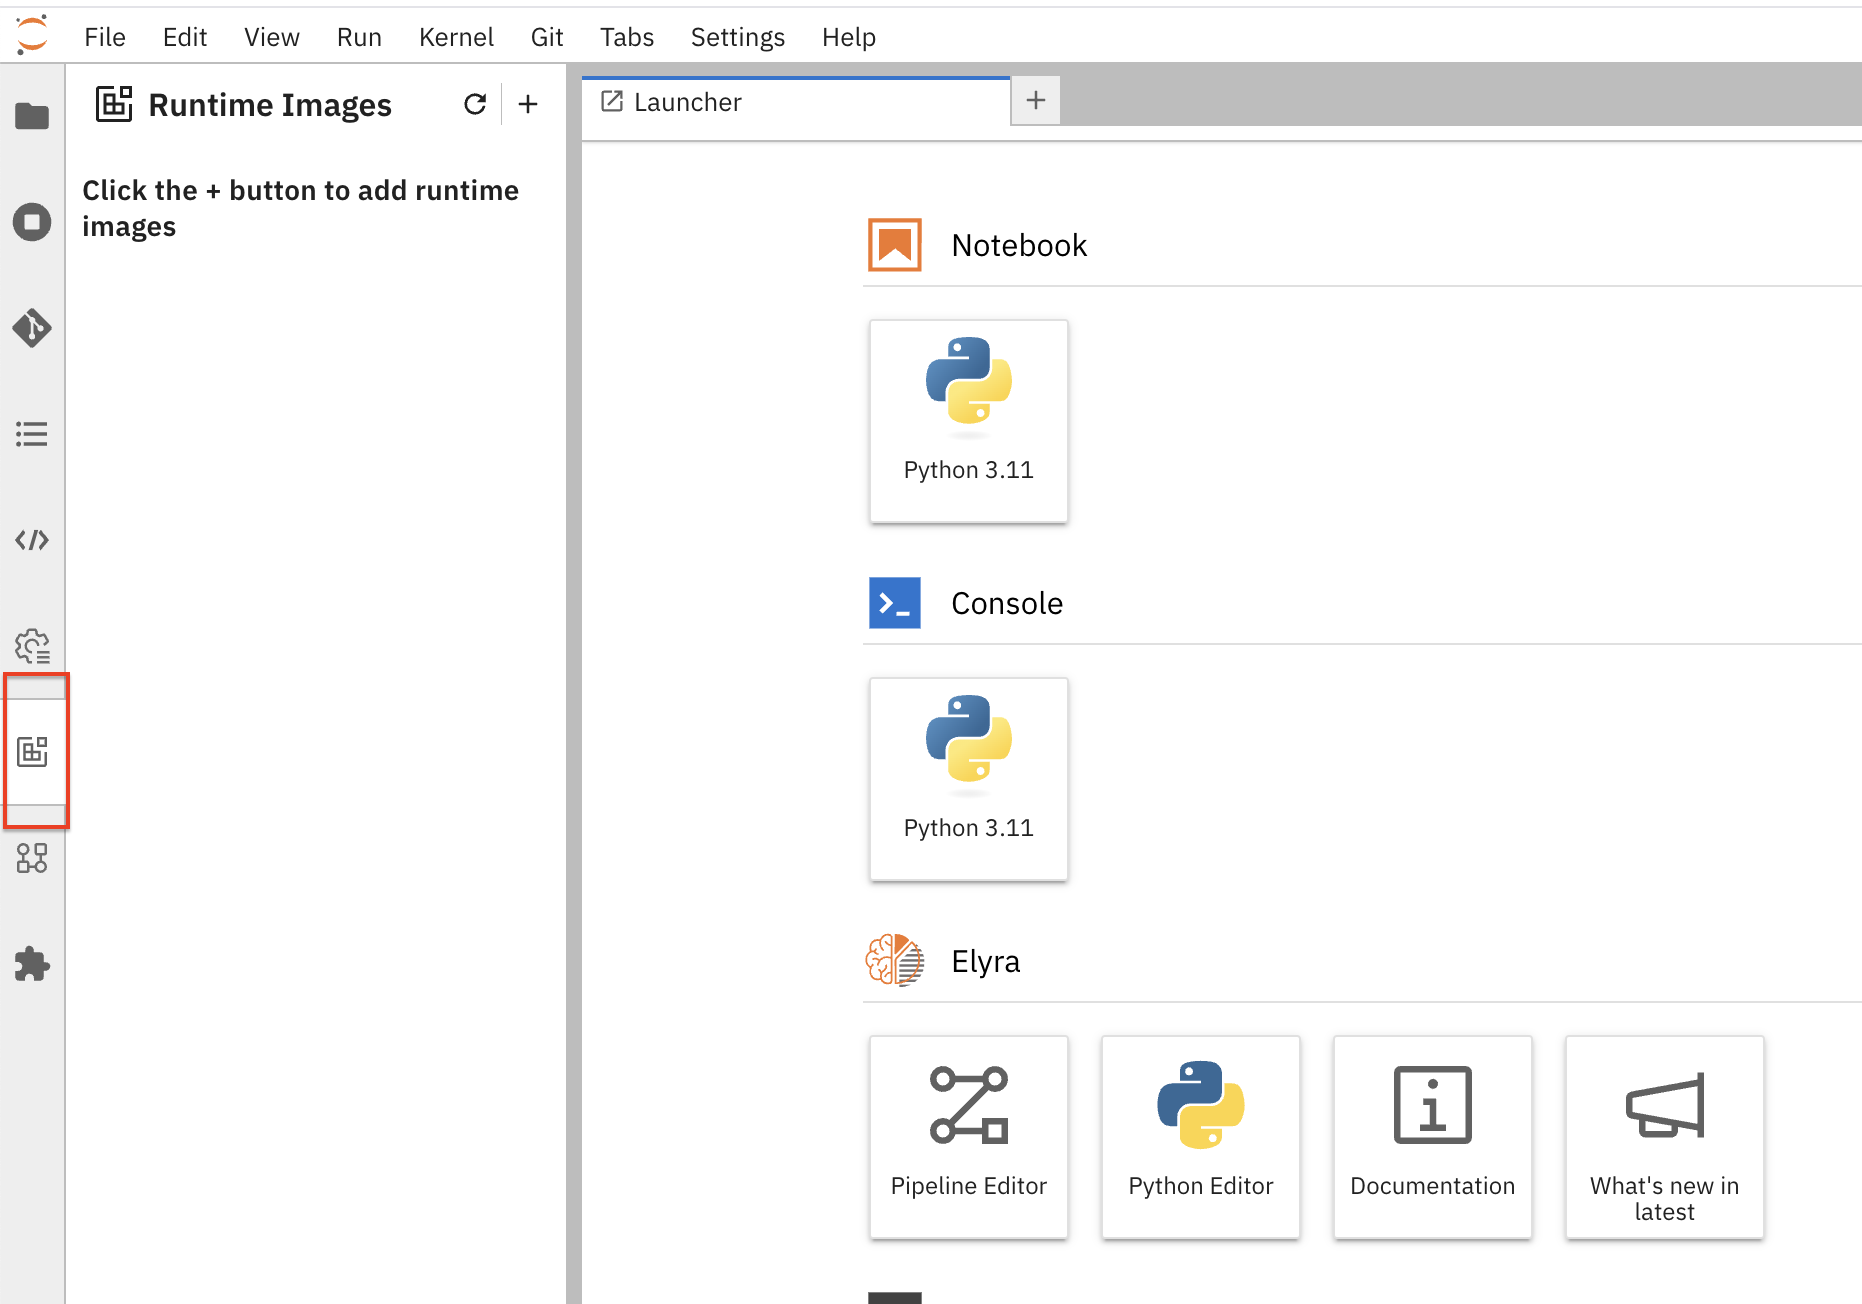 File Edit View Run Kernel Git Tabs Settings Help
Runtime Images
Click the + button to add runtime
images
Launcher
Notebook
Python 3.11
Console
Python 3.11
Elyra
Pipeline Editor
Python Editor
Documentation
What's new in
latest